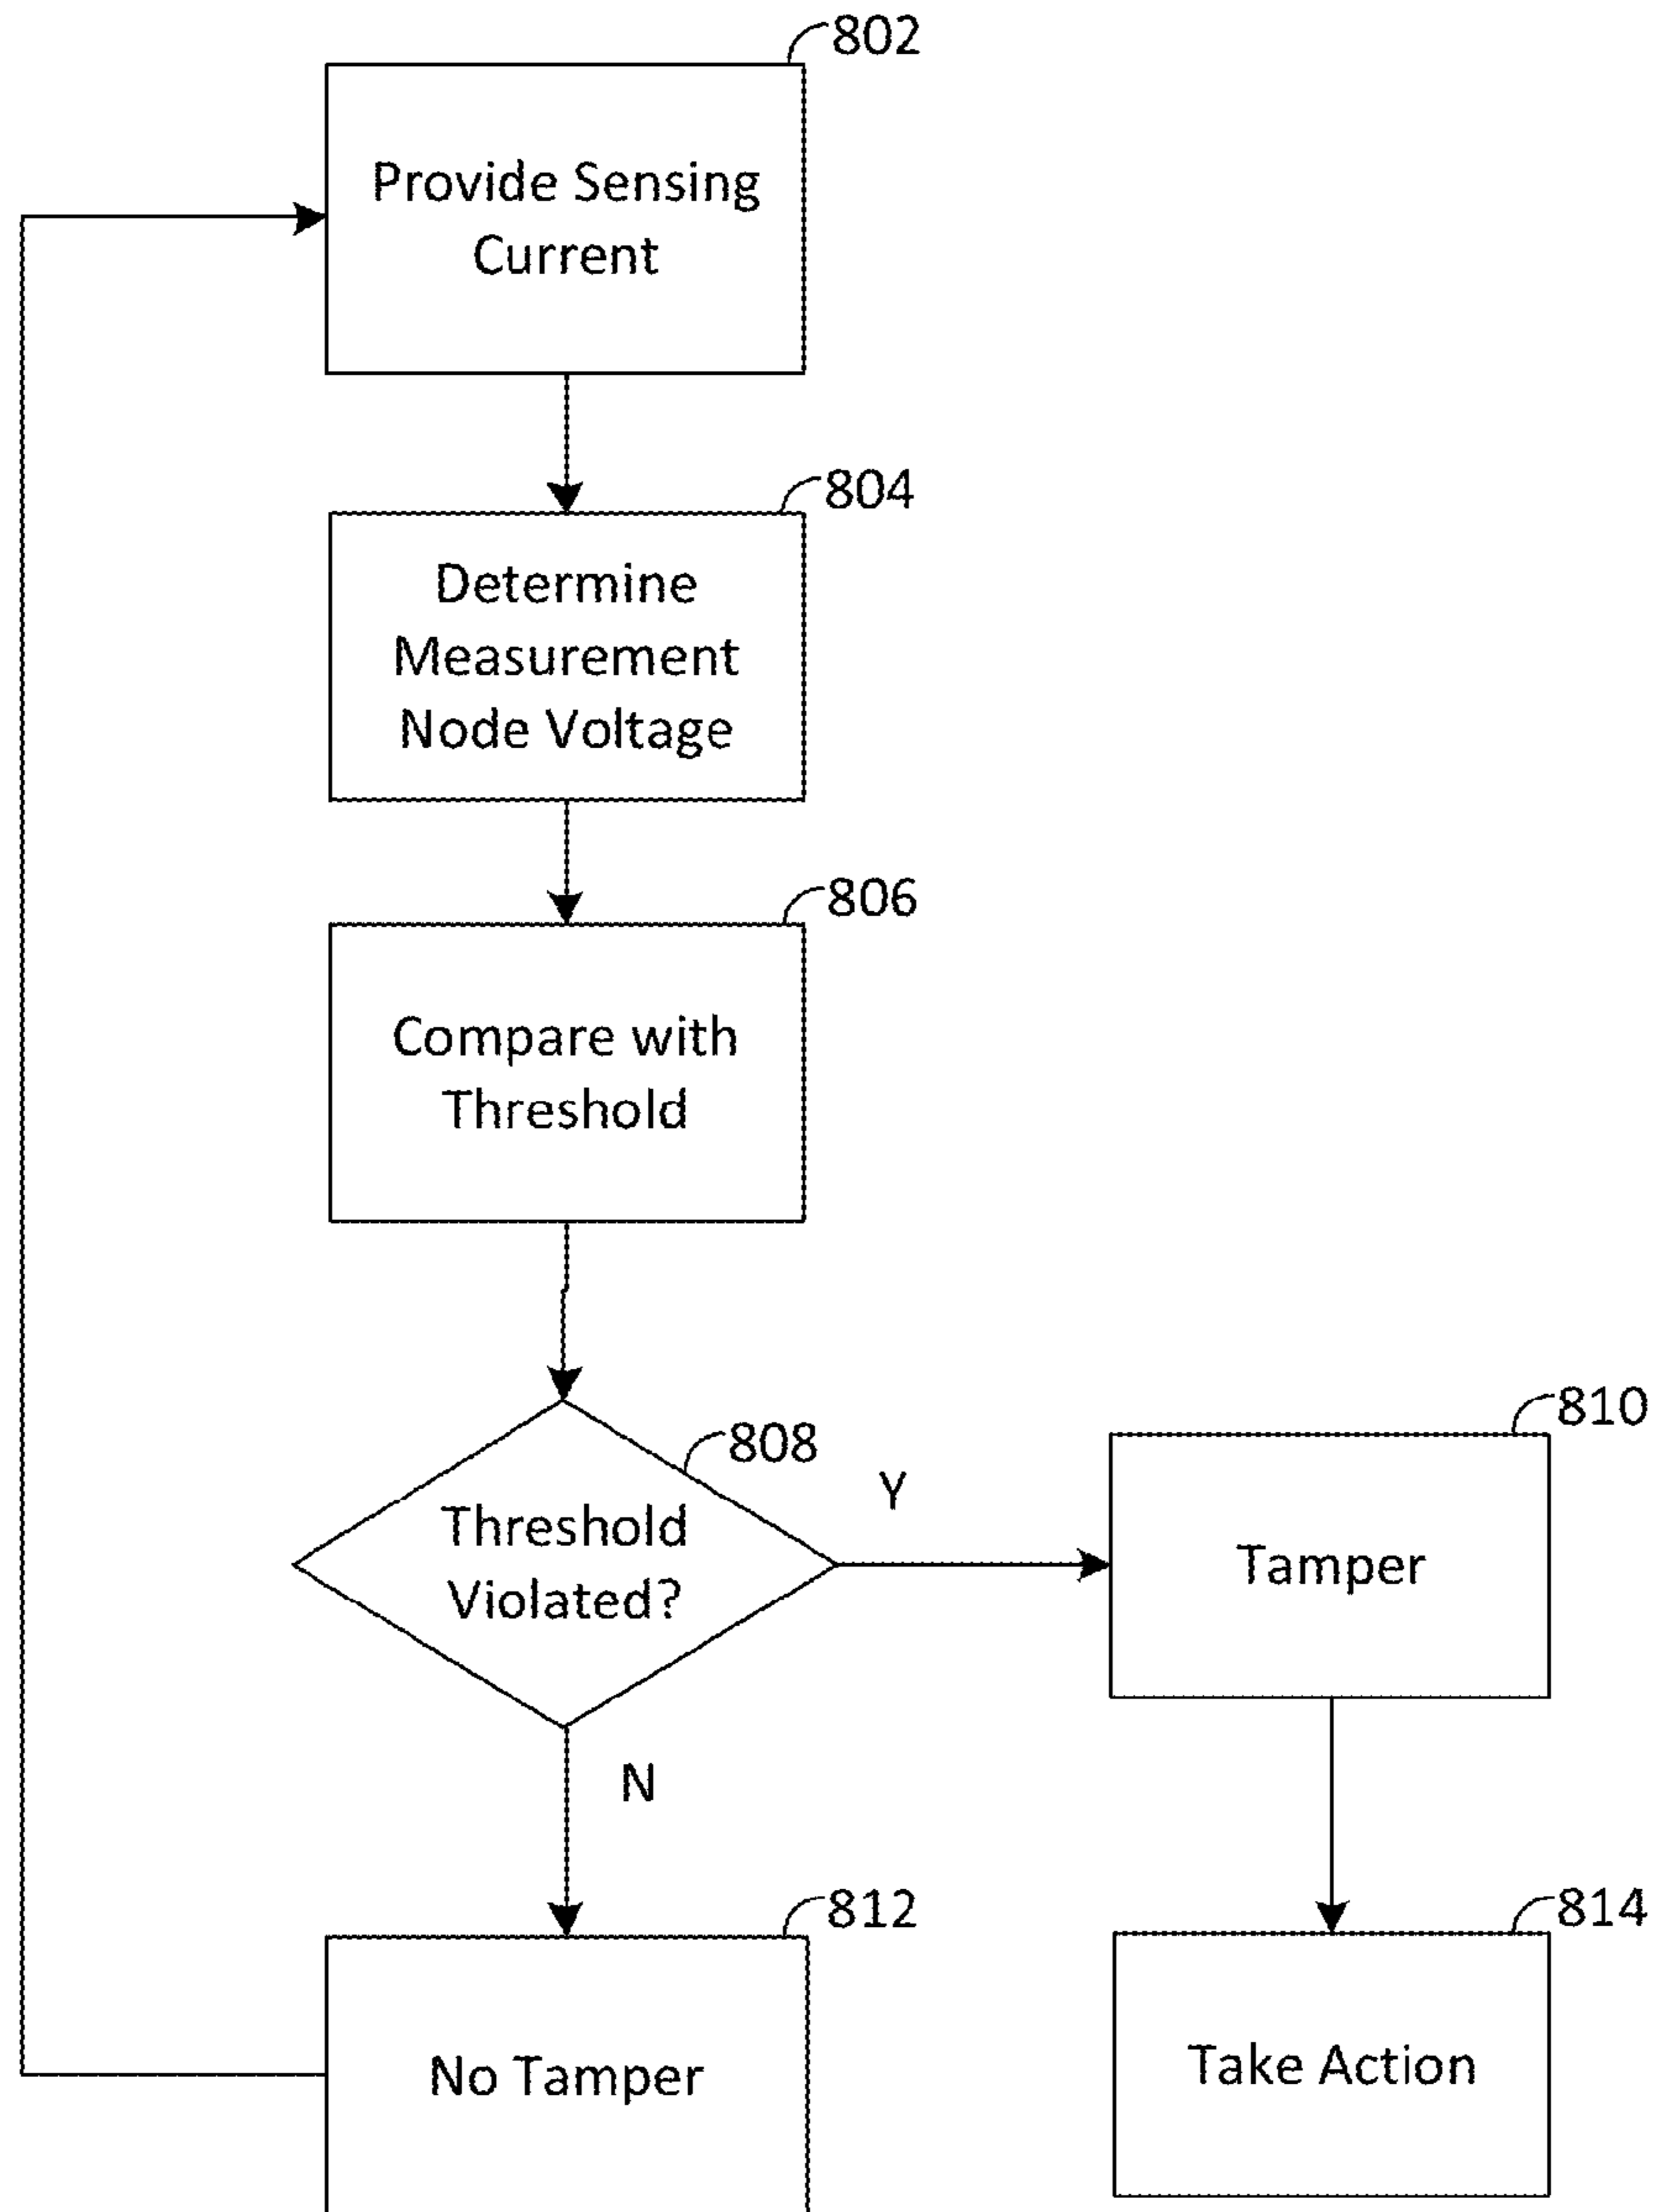 802
Provide Sensing
Current
804
Determine
Measurement
Node Voltage
806
Compare with
Threshold
808
Threshold
Violated?
Y
810
Tamper
N
812
No Tamper
814
Take Action